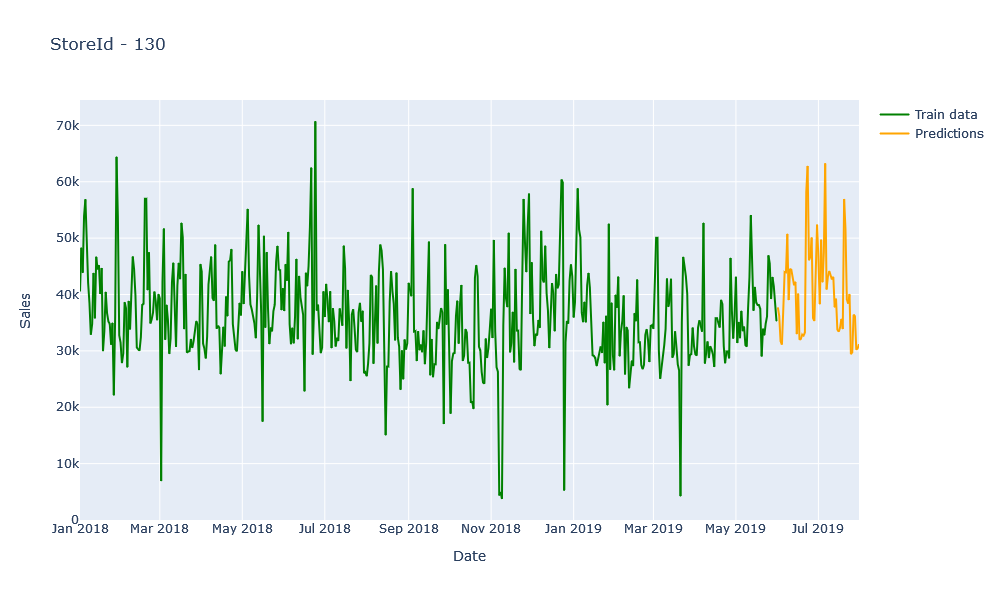 StoreId - 130
Train data
Predictions
70k
60k
50k
40k
30k
20k
10k
0
Sales
Jan 2018 Mar 2018 May 2018 Jul 2018 Sep 2018 Nov 2018 Jan 2019 Mar 2019 May 2019 Jul 2019
Date